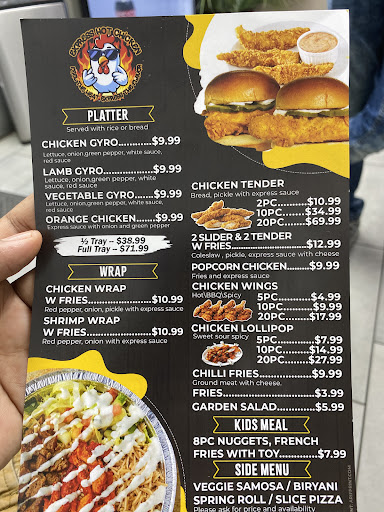 EXPRESS HOT CHICKEN
PLATTER
Served with rice or bread
CHICKEN GYRO............$9.99
Lettuce, onion,green pepper, white sauce,
red sauce
LAMB GYRO..................$9.99
Lettuce, onion,green pepper, white
sauce, red sauce
VEGETABLE GYRO......$9.99
Lettuce, onion,green pepper, white sauce,
red sauce
ORANGE CHICKEN.......$9.99
Express sauce with onion and green pepper
½ Tray -- $38.99
Full Tray -- $71.99
WRAP
CHICKEN WRAP
W FRIES...................$10.99
Red pepper, onion, pickle with express sauce
SHRIMP WRAP
W FRIES...................$10.99
Red pepper, onion with express sauce
CHICKEN TENDER
Bread, pickle with express sauce
2PC..........$10.99
10PC........$34.99
20PC........$69.99
2 SLIDER & 2 TENDER
W FRIES......................$12.99
Coleslaw , pickle, express sauce with cheese
POPCORN CHICKEN......$9.99
Fries and express sauce
CHICKEN WINGS
Hot\BBQ\Spicy
5PC...........$4.99
10PC.........$9.99
20PC.......$17.99
CHICKEN LOLLIPOP
Sweet sour spicy
5PC...........$7.99
10PC........$14.99
20PC.......$27.99
CHILLI FRIES...............$9.99
Ground meat with cheese.
FRIES...........................$3.99
GARDEN SALAD...........$5.99
KIDS MEAL
8PC NUGGETS, FRENCH
FRIES WITH TOY..........$7.99
SIDE MENU
VEGGIE SAMOSA / BIRYANI
SPRING ROLL / SLICE PIZZA
Please ask for price and availability